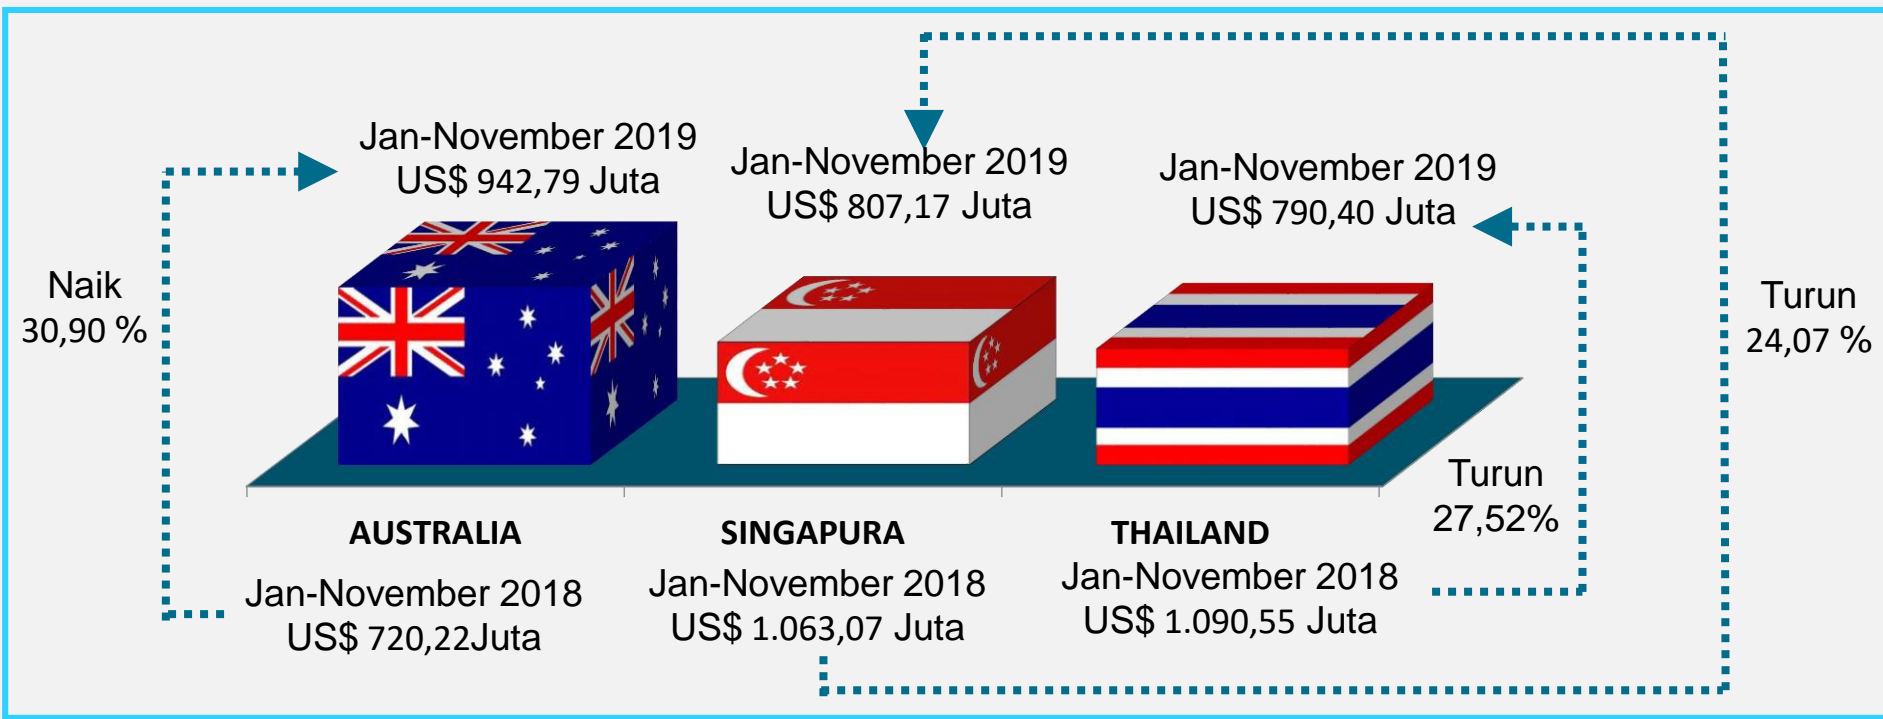 Jan-November 2019
US$ 942,79 Juta
Jan-November 2019
US$ 807,17 Juta
Jan-November 2019
US$ 790,40 Juta
Naik
30,90 %
Turun
24,07 %
Turun
27,52%
AUSTRALIA
SINGAPURA
THAILAND
Jan-November 2018
US$ 720,22Juta
Jan-November 2018
US$ 1.063,07 Juta
Jan-November 2018
US$ 1.090,55 Juta